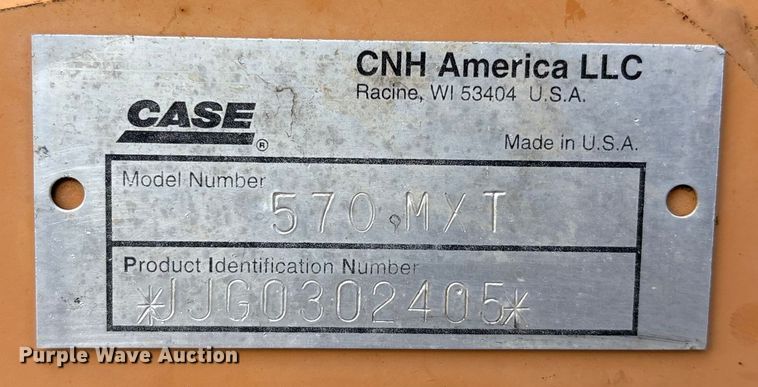 CNH America LLC
Racine, WI 53404 U.S.A.
CASE®
Made in U.S.A.
Model Number
570 MXT
Product Identification Number
*JJG0302405*
Purple Wave Auction